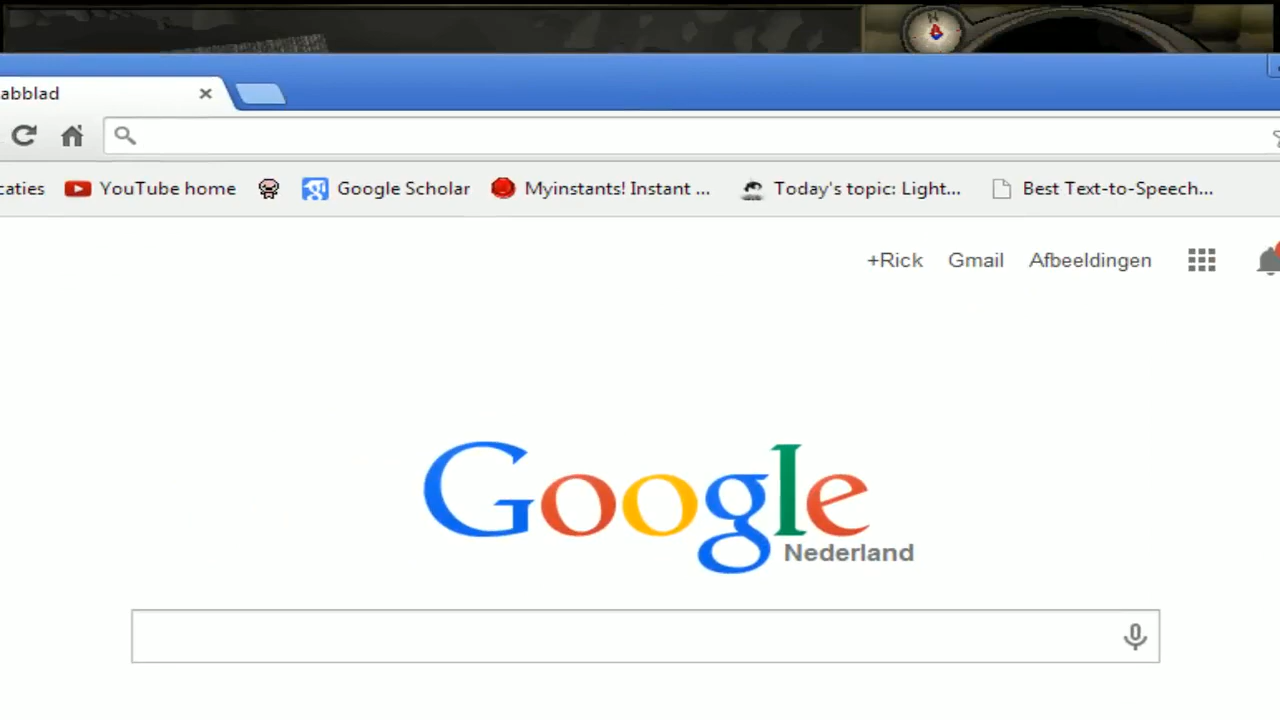 N
abblad
caties YouTube home Google Scholar Myinstants! Instant ... Today's topic: Light... Best Text-to-Speech...
+Rick Gmail Afbeeldingen
Google
Nederland